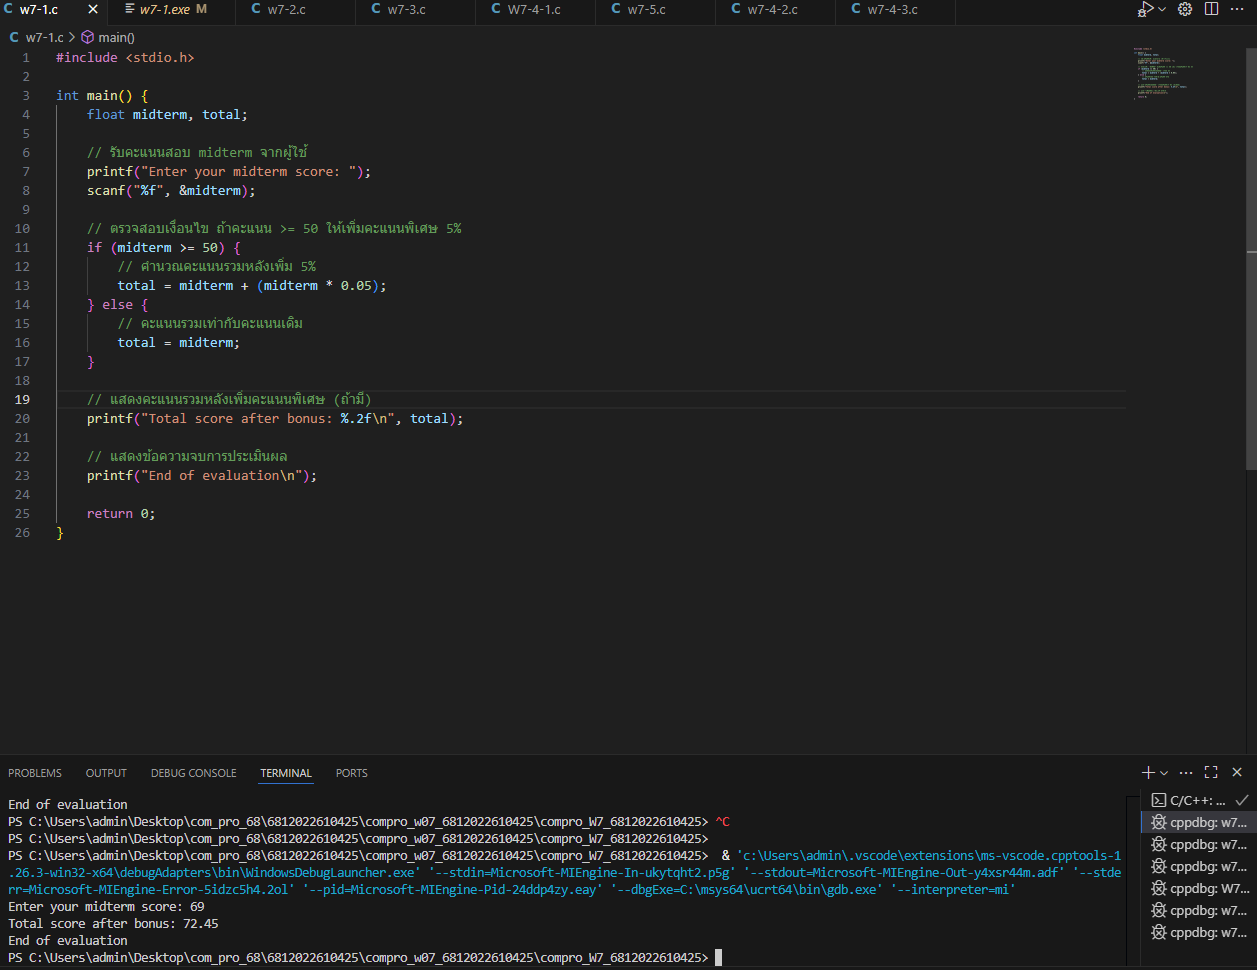 w7-1.c
w7-1.exe M
w7-2.c
w7-3.c
W7-4-1.c
w7-5.c
w7-4-2.c
w7-4-3.c
w7-1.c > main()
1 #include <stdio.h>
2
3 int main() {
4 float midterm, total;
5
6 // รับคะแนนสอบ midterm จากผู้ใช้
7 printf("Enter your midterm score: ");
8 scanf("%f", &midterm);
9
10 // ตรวจสอบเงื่อนไข ถ้าคะแนน >= 50 ให้เพิ่มคะแนนพิเศษ 5%
11 if (midterm >= 50) {
12 // คำนวณคะแนนรวมหลังเพิ่ม 5%
13 total = midterm + (midterm * 0.05);
14 } else {
15 // คะแนนรวมเท่ากับคะแนนเดิม
16 total = midterm;
17 }
18
19 // แสดงคะแนนรวมหลังเพิ่มคะแนนพิเศษ (ถ้ามี)
20 printf("Total score after bonus: %.2f\n", total);
21
22 // แสดงข้อความจบการประเมินผล
23 printf("End of evaluation\n");
24
25 return 0;
26 }
PROBLEMS OUTPUT DEBUG CONSOLE TERMINAL PORTS
End of evaluation
PS C:\Users\admin\Desktop\com_pro_68\6812022610425\compro_w07_6812022610425\compro_W7_6812022610425> ^C
PS C:\Users\admin\Desktop\com_pro_68\6812022610425\compro_w07_6812022610425\compro_W7_6812022610425>
PS C:\Users\admin\Desktop\com_pro_68\6812022610425\compro_w07_6812022610425\compro_W7_6812022610425> & 'c:\Users\admin\.vscode\extensions\ms-vscode.cpptools-1
.26.3-win32-x64\debugAdapters\bin\WindowsDebugLauncher.exe' '--stdin=Microsoft-MIEngine-In-ukytqht2.p5g' '--stdout=Microsoft-MIEngine-Out-y4xsr44m.adf' '--stde
rr=Microsoft-MIEngine-Error-5idzc5h4.2ol' '--pid=Microsoft-MIEngine-Pid-24ddp4zy.eay' '--dbgExe=C:\msys64\ucrt64\bin\gdb.exe' '--interpreter=mi'
Enter your midterm score: 69
Total score after bonus: 72.45
End of evaluation
PS C:\Users\admin\Desktop\com_pro_68\6812022610425\compro_w07_6812022610425\compro_W7_6812022610425>
C/C++: ...
cppdbg: w7...
cppdbg: w7...
cppdbg: w7...
cppdbg: W7...
cppdbg: w7...
cppdbg: w7...